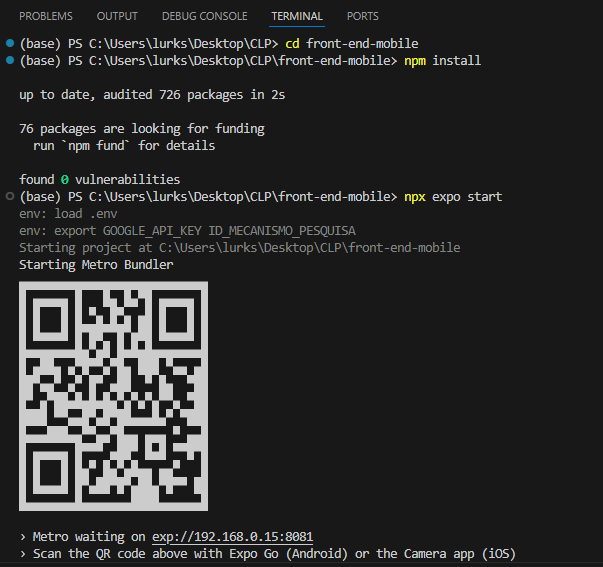 PROBLEMS OUTPUT DEBUG CONSOLE TERMINAL PORTS
(base) PS C:\Users\lurks\Desktop\CLP> cd front-end-mobile
(base) PS C:\Users\lurks\Desktop\CLP\front-end-mobile> npm install
up to date, audited 726 packages in 2s
76 packages are looking for funding
run `npm fund` for details
found 0 vulnerabilities
(base) PS C:\Users\lurks\Desktop\CLP\front-end-mobile> npx expo start
env: load .env
env: export GOOGLE_API_KEY ID_MECANISMO_PESQUISA
Starting project at C:\Users\lurks\Desktop\CLP\front-end-mobile
Starting Metro Bundler
› Metro waiting on exp://192.168.0.15:8081
› Scan the QR code above with Expo Go (Android) or the Camera app (iOS)